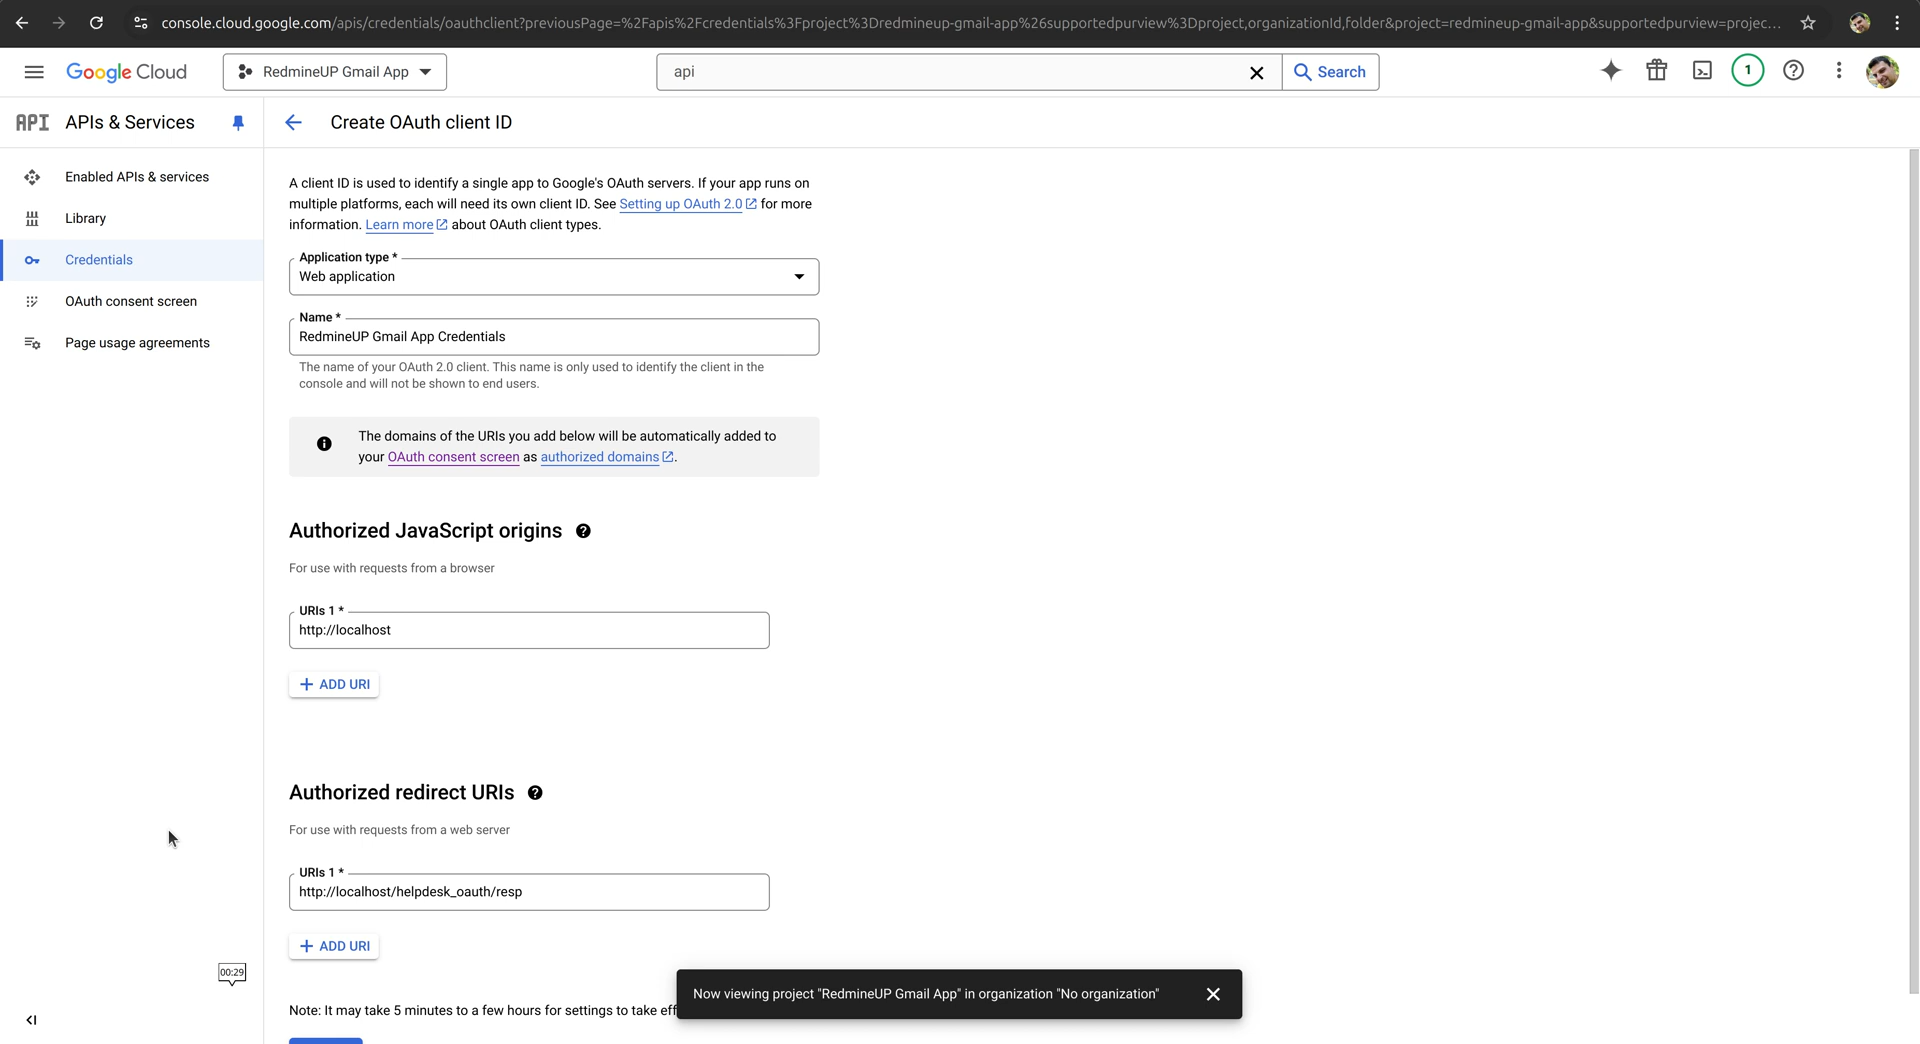 console.cloud.google.com/apis/credentials/oauthclient?previousPage=%2Fapis%2Fcredentials%3Fproject%3Dredmineup-gmail-app%26supportedpurview%3Dproject,organizationId,folder&project=redmineup-gmail-app&supportedpurview=projec...
Google Cloud
RedmineUP Gmail App
api
Search
1
API APIs & Services
Create OAuth client ID
Enabled APIs & services
Library
Credentials
OAuth consent screen
Page usage agreements
A client ID is used to identify a single app to Google's OAuth servers. If your app runs on
multiple platforms, each will need its own client ID. See Setting up OAuth 2.0 for more
information. Learn more about OAuth client types.
Application type *
Web application
Name *
RedmineUP Gmail App Credentials
The name of your OAuth 2.0 client. This name is only used to identify the client in the
console and will not be shown to end users.
The domains of the URIs you add below will be automatically added to
your OAuth consent screen as authorized domains.
Authorized JavaScript origins
For use with requests from a browser
URIs 1 *
http://localhost
+ ADD URI
Authorized redirect URIs
For use with requests from a web server
URIs 1 *
http://localhost/helpdesk_oauth/resp
+ ADD URI
00:29
Now viewing project "RedmineUP Gmail App" in organization "No organization"
Note: It may take 5 minutes to a few hours for settings to take eff